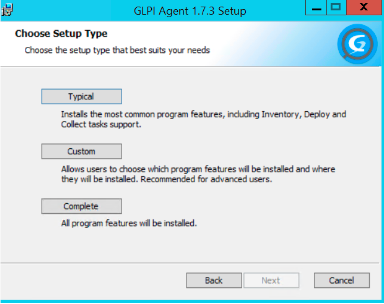 GLPI Agent 1.7.3 Setup
Choose Setup Type
Choose the setup type that best suits your needs
Typical
Installs the most common program features, including Inventory, Deploy and
Collect tasks support.
Custom
Allows users to choose which program features will be installed and where
they will be installed. Recommended for advanced users.
Complete
All program features will be installed.
Back
Next
Cancel